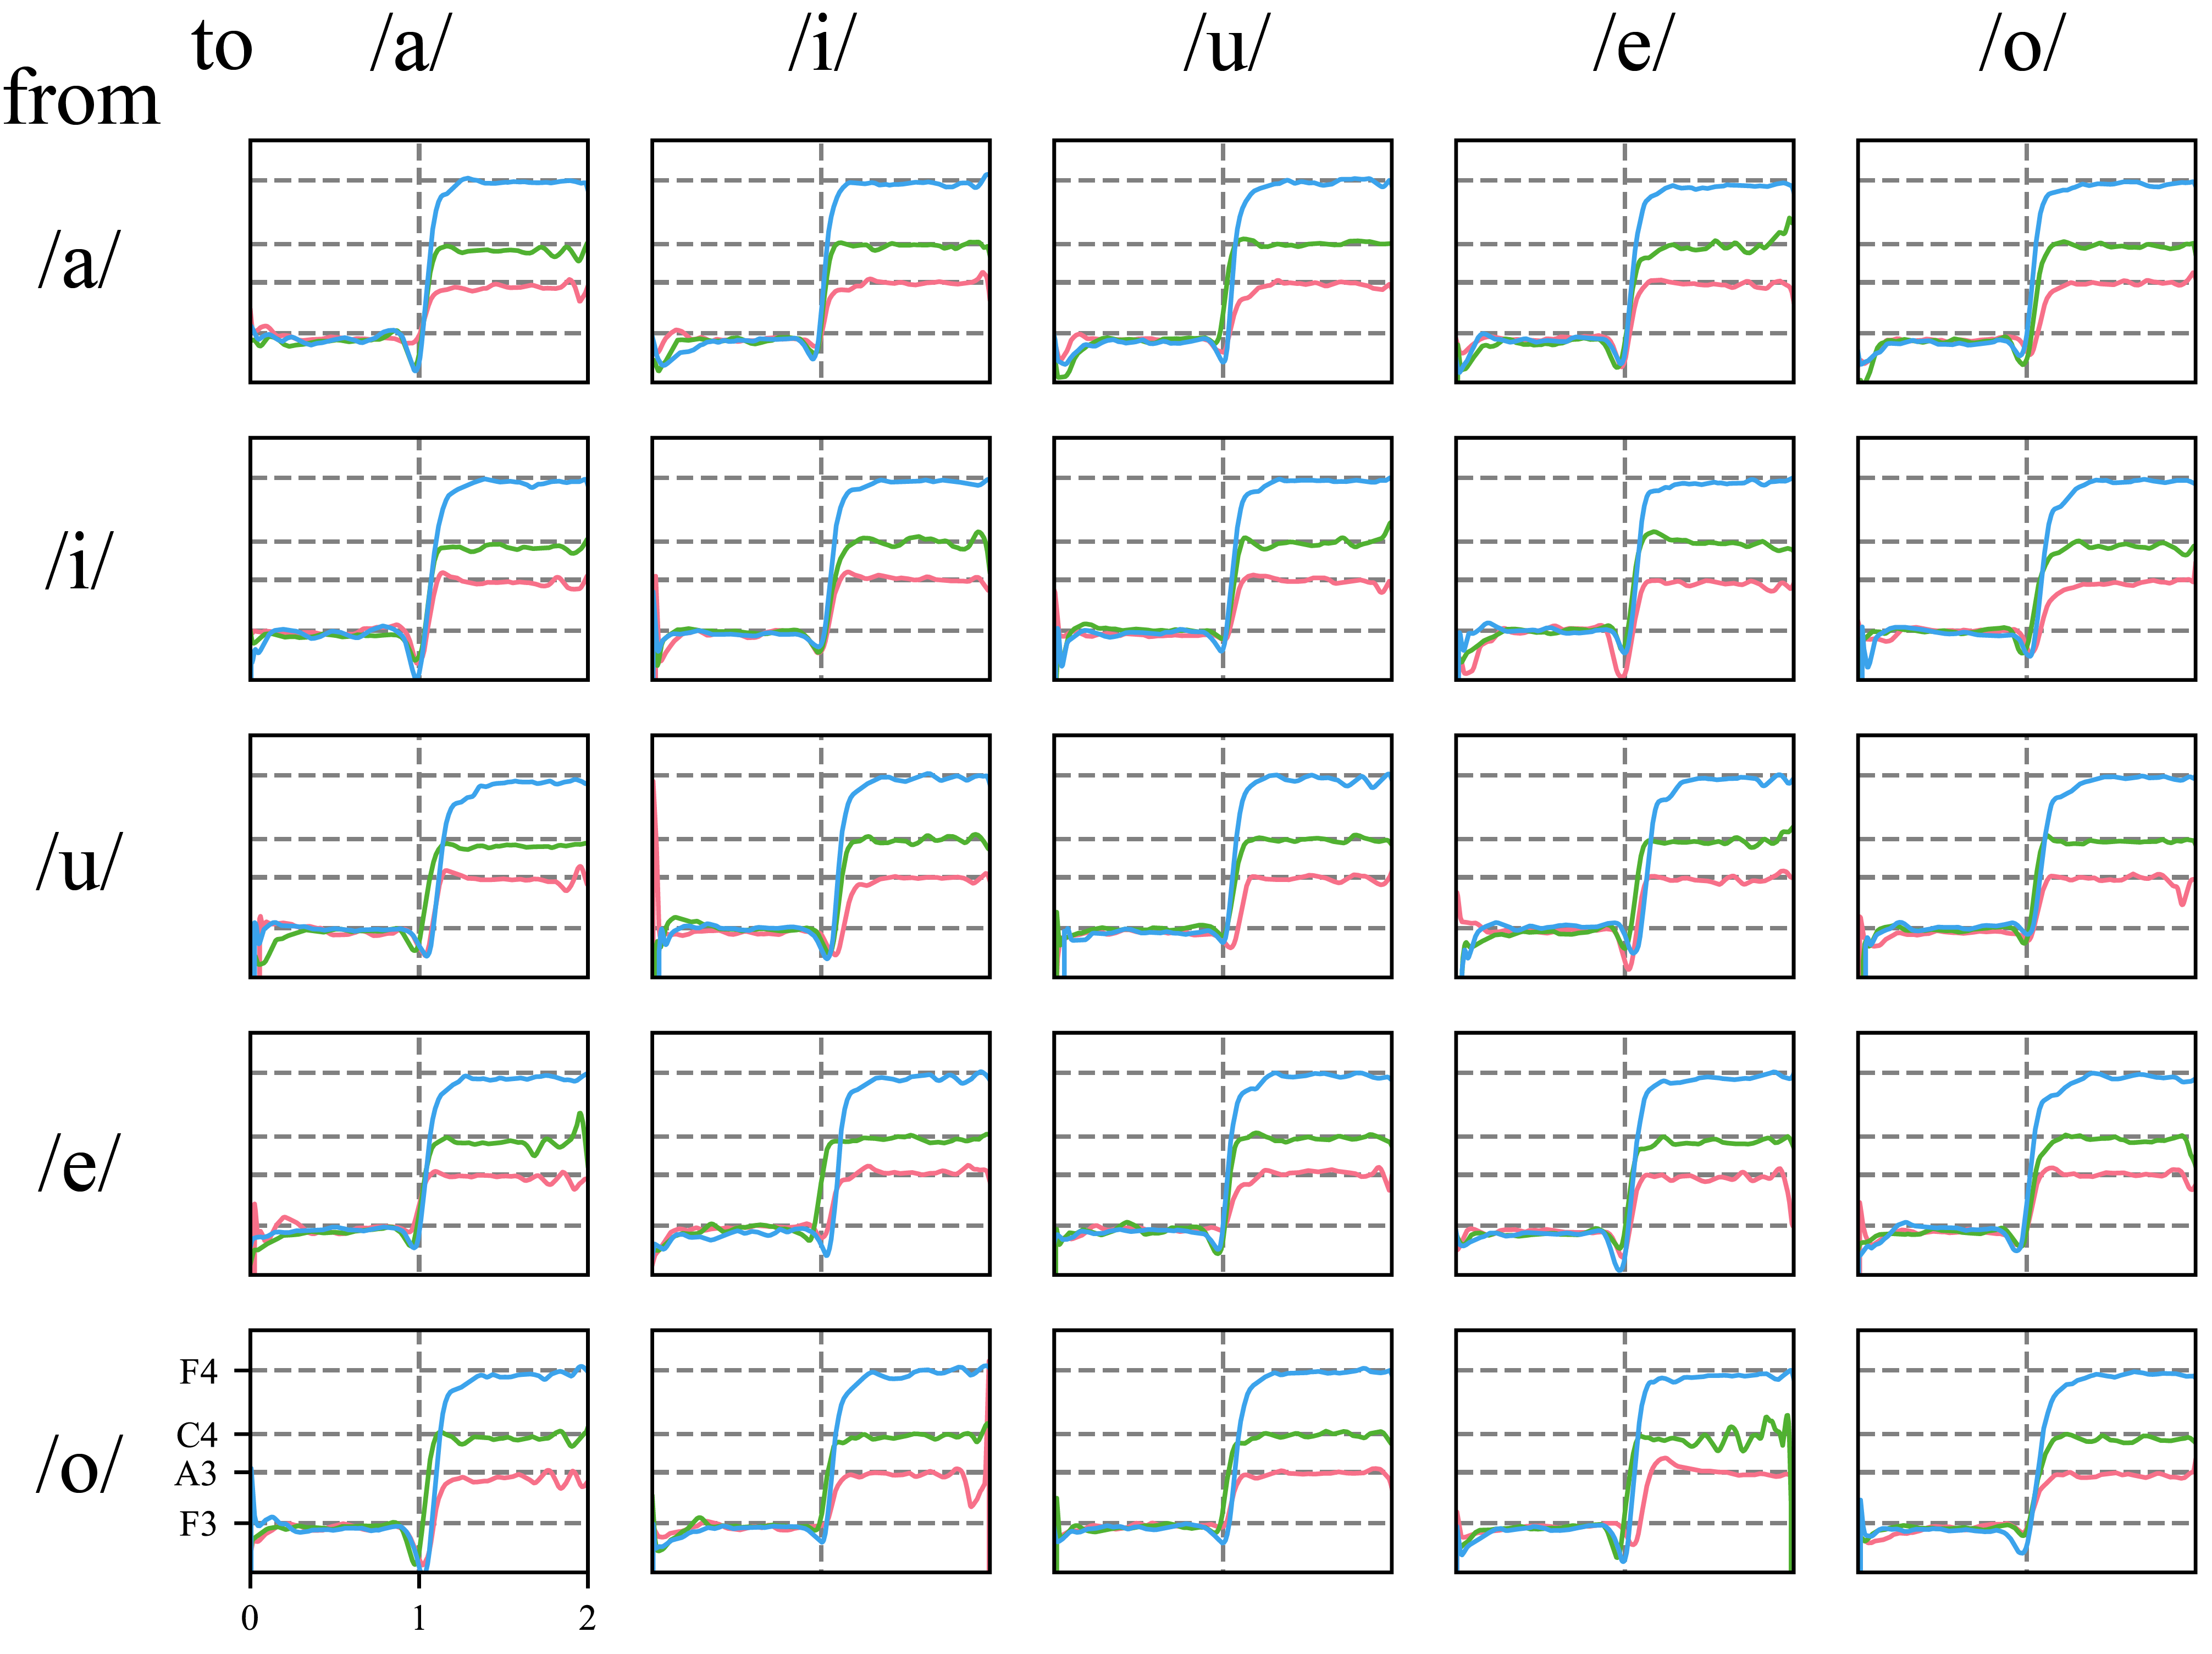 to /a/ /i/ /u/ /e/ /o/
from
/a/
/i/
/u/
/e/
/o/
F4
C4
A3
F3
0 1 2